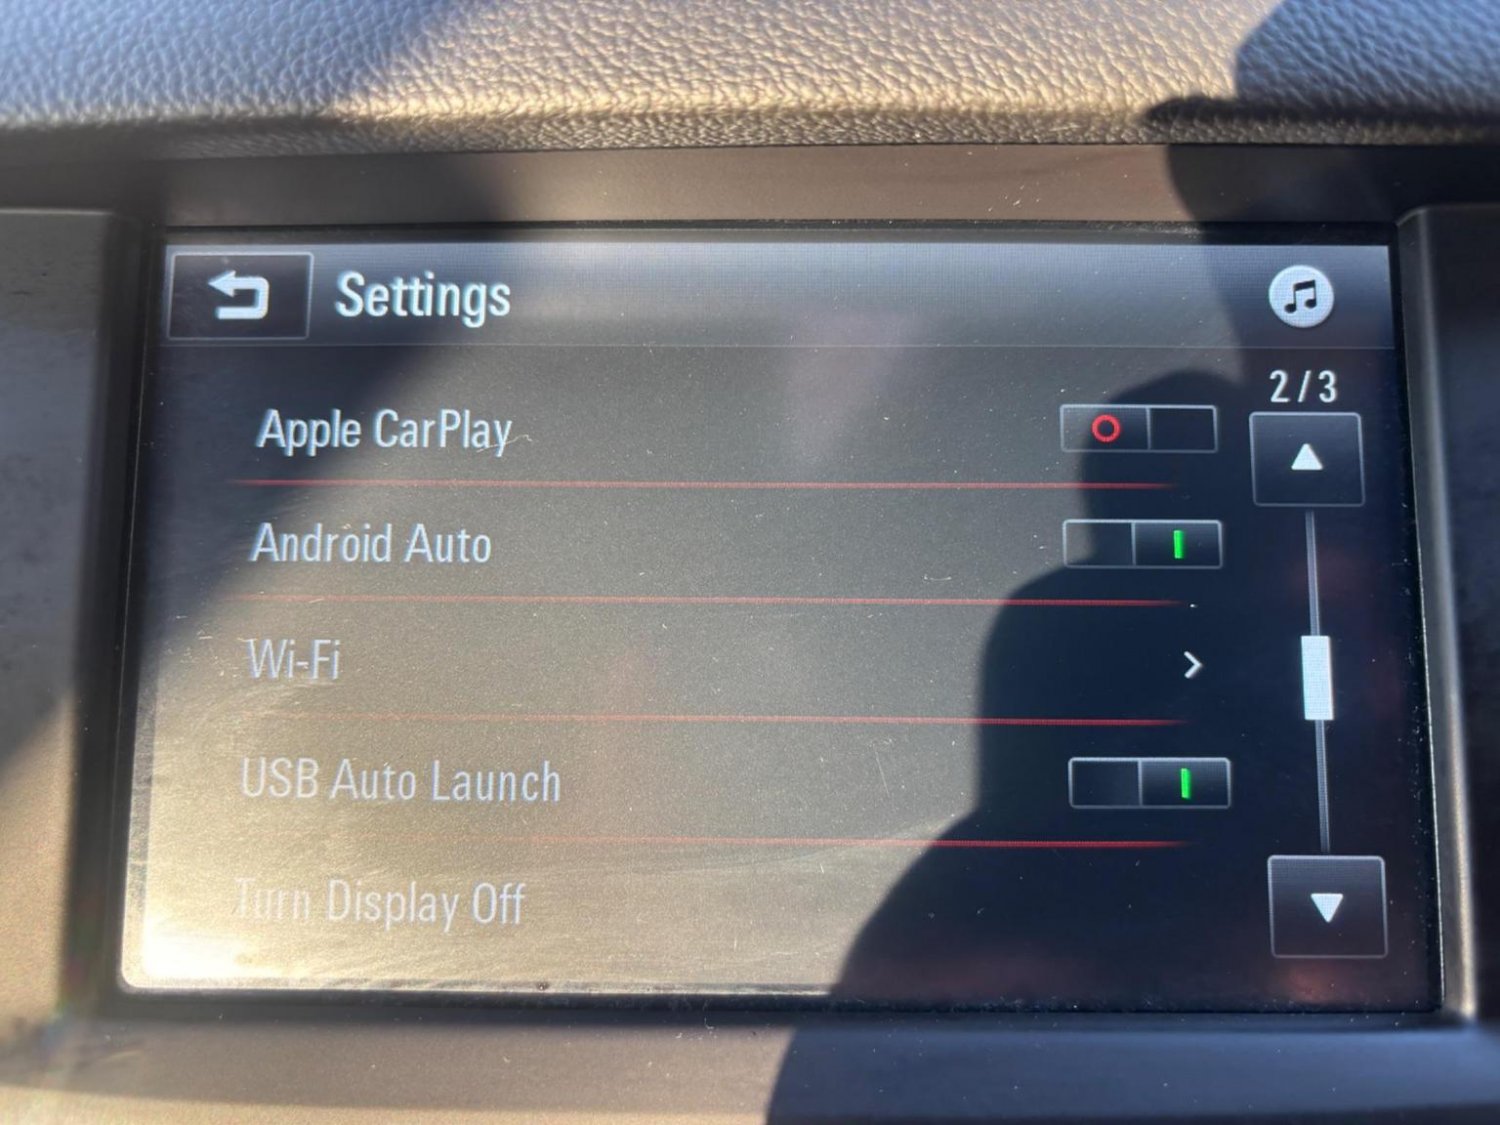 Settings
2/3
Apple CarPlay
Android Auto
Wi-Fi
USB Auto Launch
Turn Display Off